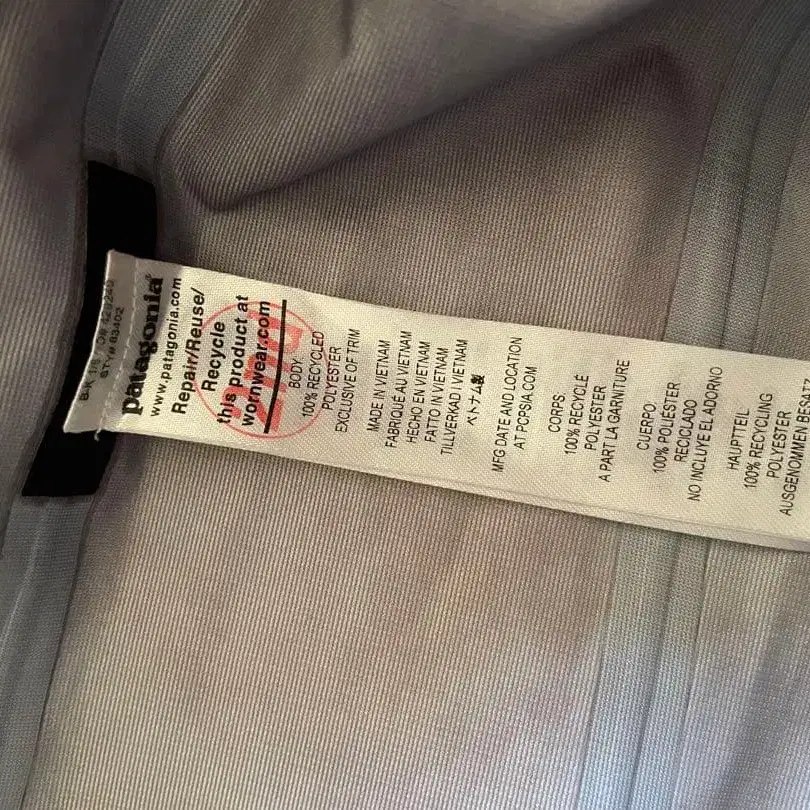 STY# 83402
patagonia®
www.patagonia.com
Repair/Reuse/
Recycle
this product at
Wornwear.com
2ND
BODY:
100% RECYCLED
POLYESTER
EXCLUSIVE OF TRIM
MADE IN VIETNAM
FABRIQUÉ AU VIETNAM
HECHO EN VIETNAM
FATTO IN VIETNAM
TILLVERKAD I VIETNAM
ベトナム製
MFG DATE AND LOCATION
AT PCPSIA.COM
CORPS:
100% RECYCLÉ
POLYESTER
A PART LA GARNITURE
CUERPO:
100% POLIÉSTER
RECICLADO
NO INCLUYE EL ADORNO
HAUPTTEIL
100% RECYCLING
POLYESTER
AUSGENOMMEN